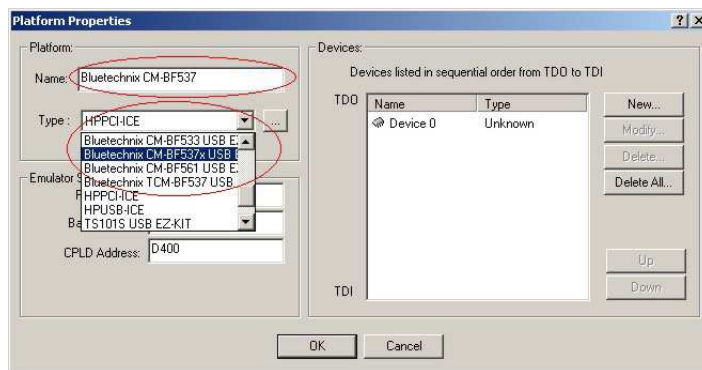 Platform Properties
Platform:
Name: Bluetechnix CM-BF537
Type : HPPCI-ICE ...
Bluetechnix CM-BF533 USB EZ
Bluetechnix CM-BF537x USB E
Bluetechnix CM-BF561 USB E
Bluetechnix TCM-BF537 USB
HPPCI-ICE
HPUSB-ICE
TS101S USB EZ-KIT
Emulator S
Ba
CPLD Address: D400
Devices:
Devices listed in sequential order from TDO to TDI
TDO
Name Type
Device 0 Unknown
TDI
New...
Modify...
Delete...
Delete All...
Up
Down
OK Cancel